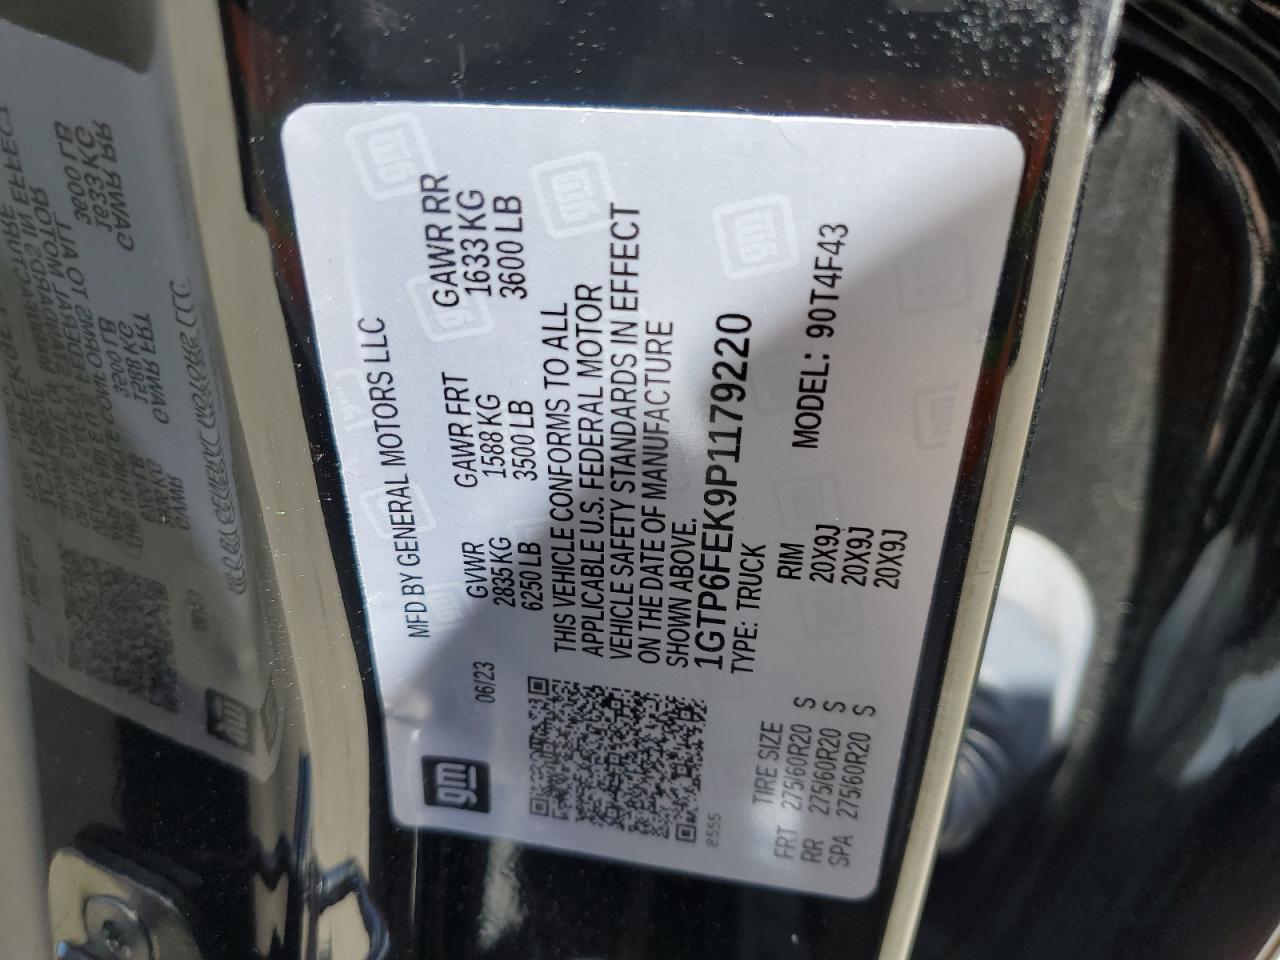 gm
06/23
MFD BY GENERAL MOTORS LLC
GVWR GAWR FRT GAWR RR
2835 KG 1588 KG 1633 KG
6250 LB 3500 LB 3600 LB
THIS VEHICLE CONFORMS TO ALL
APPLICABLE U.S. FEDERAL MOTOR
VEHICLE SAFETY STANDARDS IN EFFECT
ON THE DATE OF MANUFACTURE
SHOWN ABOVE.
1GTP6FEK9P1179220
8555
TYPE: TRUCK MODEL: 90T4F43
TIRE SIZE RIM
FRT 275/60R20 S 20X9J
RR 275/60R20 S 20X9J
SPA 275/60R20 S 20X9J